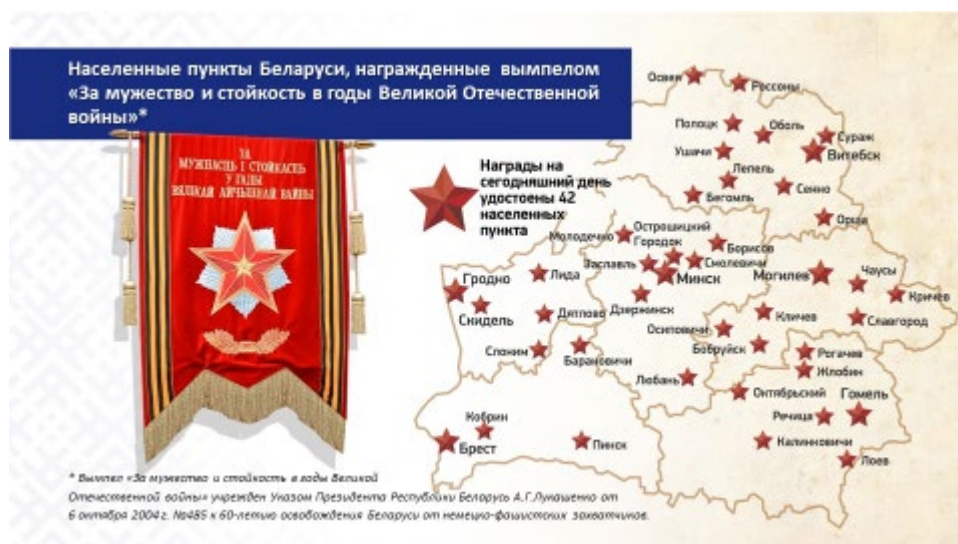 Населенные пункты Беларуси, награжденные вымпелом
«За мужество и стойкость в годы Великой Отечественной
войны»*
ЗА
МУЖНАСЦЬ І СТОЙКАСЦЬ
У ГАДЫ
ВЯЛІКАЙ АЙЧЫННАЙ ВАЙНЫ
Награды на
сегодняшний день
удостоены 42
населенных
пункта
Освея
Россоны
Полоцк
Оболь
Сураж
Ушачи
Витебск
Лепель
Бегомль
Сенно
Орша
Молодечно
Острошицкий
Городок
Борисов
Заславль
Смолевичи
Минск
Могилев
Чаусы
Кричев
Гродно
Лида
Скидель
Дятлово
Дзержинск
Кличев
Славгород
Осиповичи
Слоним
Барановичи
Бобруйск
Рогачев
Жлобин
Любань
Октябрьский
Гомель
Речица
Кобрин
Брест
Пинск
Калинковичи
Лоев
* Вымпел «За мужество и стойкость в годы Великой
Отечественной войны» учрежден Указом Президента Республики Беларусь А.Г.Лукашенко от
6 октября 2004 г. №485 к 60-летию освобождения Беларуси от немецко-фашистских захватчиков.